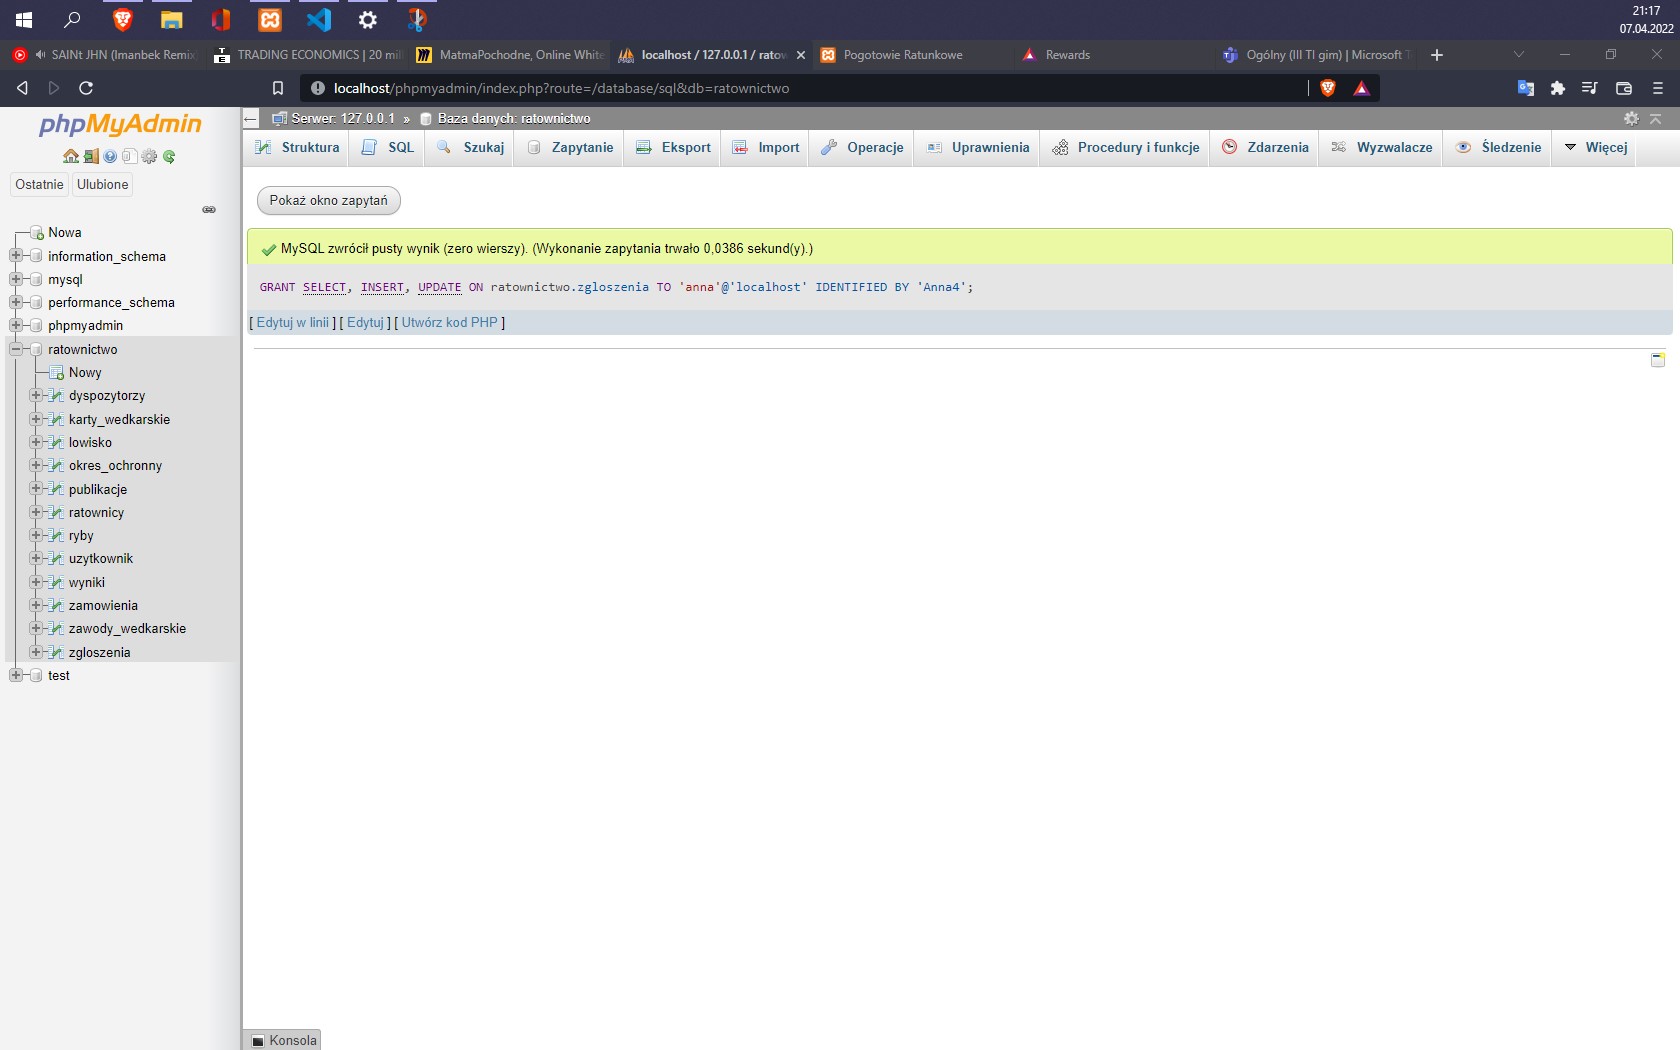 21:17
07.04.2022
SAINt JHN (Imanbek Remix
TRADING ECONOMICS | 20 mil
MatmaPochodne, Online White
localhost / 127.0.0.1 / ratow
Pogotowie Ratunkowe
Rewards
Ogólny (III TI gim) | Microsoft T
localhost/phpmyadmin/index.php?route=/database/sql&db=ratownictwo
phpMyAdmin
Ostatnie
Ulubione
Nowa
information_schema
mysql
performance_schema
phpmyadmin
ratownictwo
Nowy
dyspozytorzy
karty_wedkarskie
lowisko
okres_ochronny
publikacje
ratownicy
ryby
uzytkownik
wyniki
zamowienia
zawody_wedkarskie
zgloszenia
test
Serwer: 127.0.0.1 » Baza danych: ratownictwo
Struktura
SQL
Szukaj
Zapytanie
Eksport
Import
Operacje
Uprawnienia
Procedury i funkcje
Zdarzenia
Wyzwalacze
Śledzenie
Więcej
Pokaż okno zapytań
MySQL zwrócił pusty wynik (zero wierszy). (Wykonanie zapytania trwało 0,0386 sekund(y).)
GRANT SELECT, INSERT, UPDATE ON ratownictwo.zgloszenia TO 'anna'@'localhost' IDENTIFIED BY 'Anna4';
[ Edytuj w linii ] [ Edytuj ] [ Utwórz kod PHP ]
Konsola